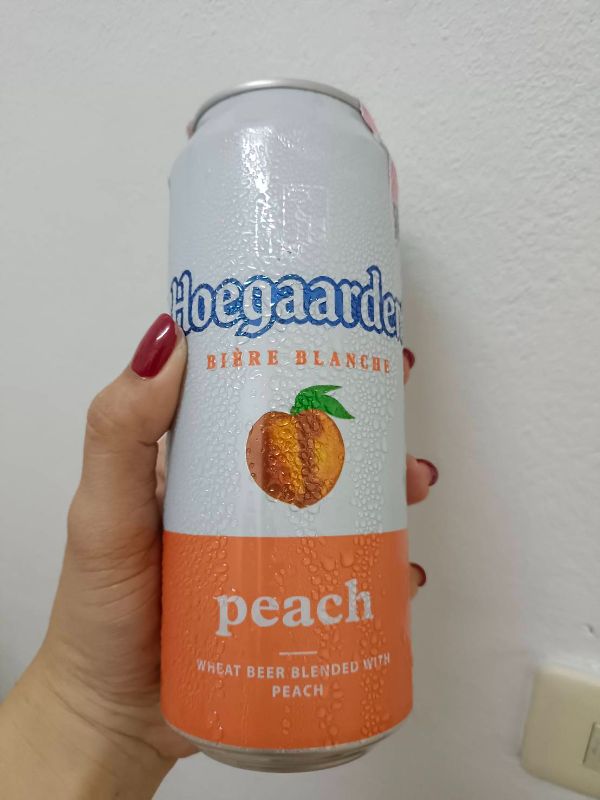 Hoegaarden
BIÈRE BLANCHE
peach
WHEAT BEER BLENDED WITH
PEACH